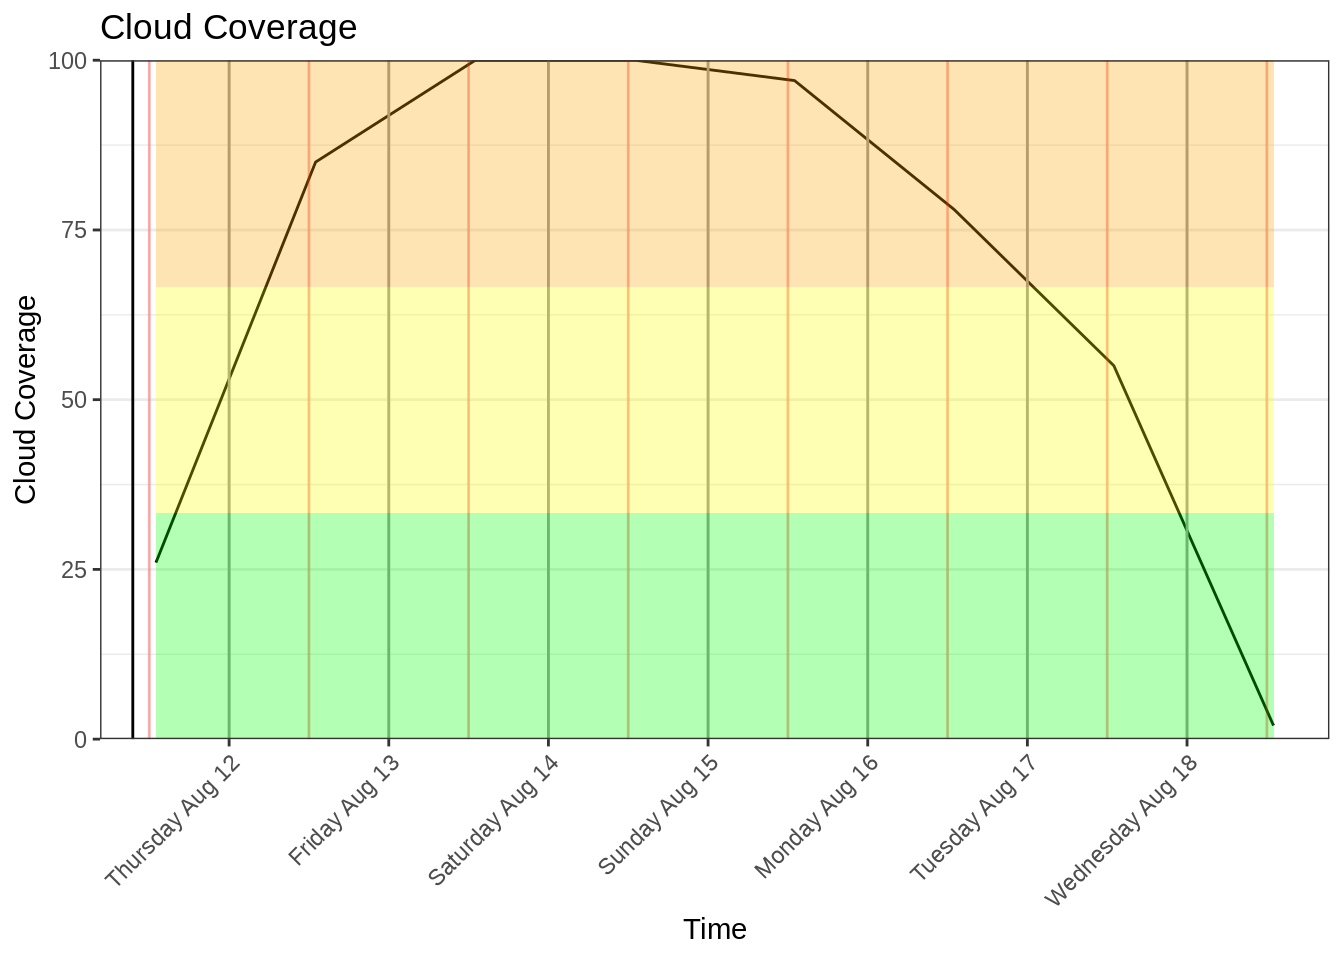 Cloud Coverage
Cloud Coverage
100
75
50
25
0
Thursday Aug 12
Friday Aug 13
Saturday Aug 14
Sunday Aug 15
Monday Aug 16
Tuesday Aug 17
Wednesday Aug 18
Time